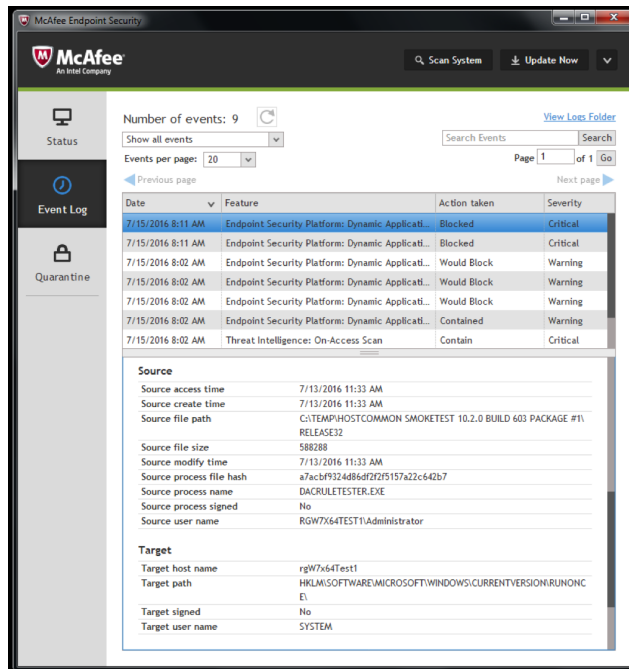 McAfee Endpoint Security
McAfee
An Intel Company
Scan System
Update Now
Status
Event Log
Quarantine
Number of events: 9
View Logs Folder
Show all events
Search Events
Search
Events per page: 20
Page 1 of 1 Go
Previous page
Next page
Date Feature Action taken Severity
7/15/2016 8:11 AM Endpoint Security Platform: Dynamic Applicati... Blocked Critical
7/15/2016 8:11 AM Endpoint Security Platform: Dynamic Applicati... Blocked Critical
7/15/2016 8:02 AM Endpoint Security Platform: Dynamic Applicati... Would Block Warning
7/15/2016 8:02 AM Endpoint Security Platform: Dynamic Applicati... Would Block Warning
7/15/2016 8:02 AM Endpoint Security Platform: Dynamic Applicati... Would Block Warning
7/15/2016 8:02 AM Endpoint Security Platform: Dynamic Applicati... Contained Warning
7/15/2016 8:02 AM Threat Intelligence: On-Access Scan Contain Critical
Source
Source access time 7/13/2016 11:33 AM
Source create time 7/13/2016 11:33 AM
Source file path C:\TEMP\HOSTCOMMON SMOKETEST 10.2.0 BUILD 603 PACKAGE #1\
RELEASE32
Source file size 588288
Source modify time 7/13/2016 11:33 AM
Source process file hash a7acbf9324d86df2f2f5157a22c642b7
Source process name DACRULETESTER.EXE
Source process signed No
Source user name RGW7X64TEST1\Administrator
Target
Target host name rgW7x64Test1
Target path HKLM\SOFTWARE\MICROSOFT\WINDOWS\CURRENTVERSION\RUNONC
E\
Target signed No
Target user name SYSTEM